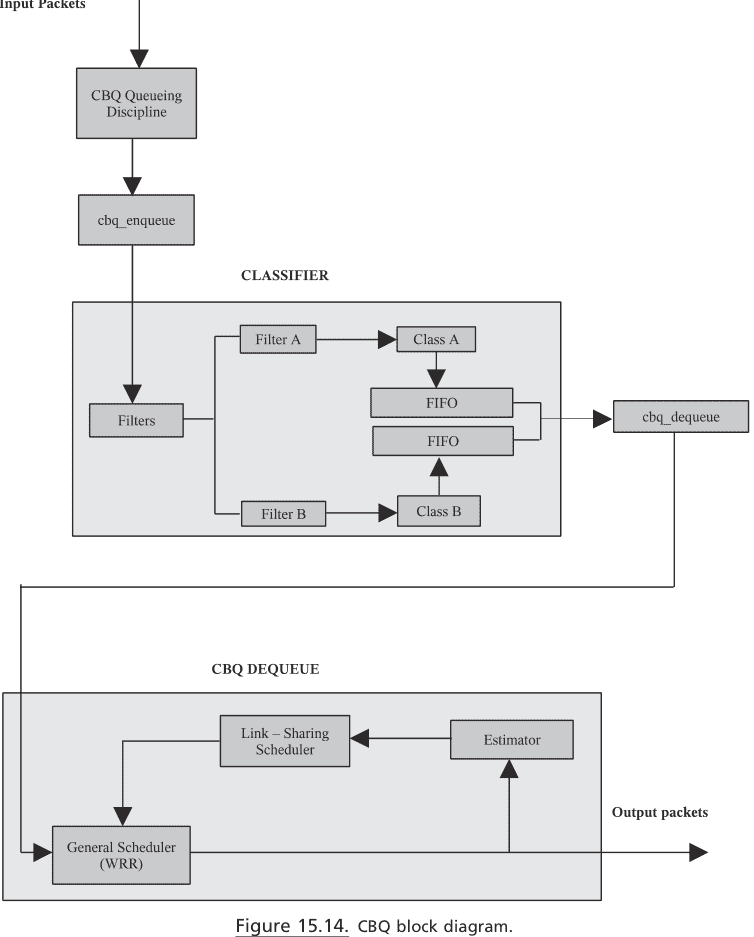 Input Packets
CBQ Queueing
Discipline
cbq_enqueue
CLASSIFIER
Filter A
Class A
FIFO
Filters
cbq_dequeue
FIFO
Filter B
Class B
CBQ DEQUEUE
Link – Sharing
Scheduler
Estimator
Output packets
General Scheduler
(WRR)
Figure 15.14. CBQ block diagram.